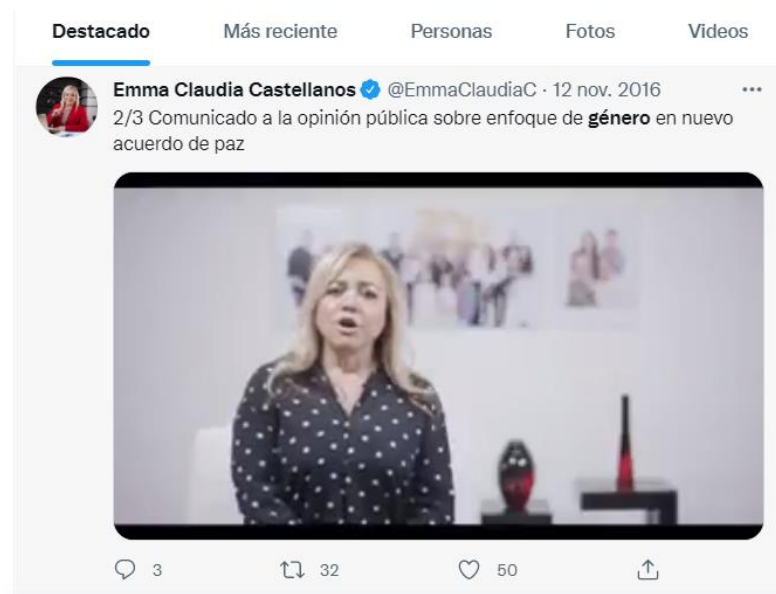 Destacado Más reciente Personas Fotos Videos
Emma Claudia Castellanos @EmmaClaudiaC · 12 nov. 2016 ···
2/3 Comunicado a la opinión pública sobre enfoque de género en nuevo
acuerdo de paz
3 32 50